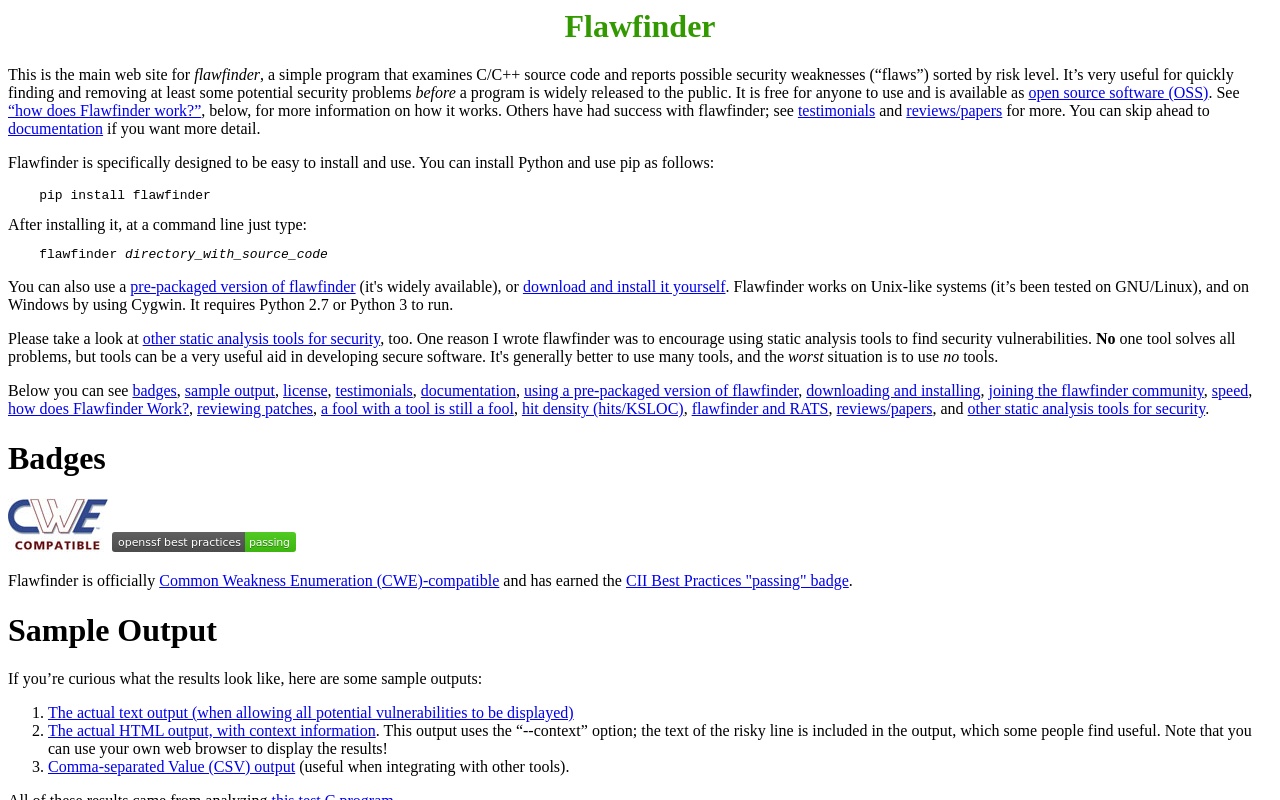 Flawfinder
This is the main web site for flawfinder, a simple program that examines C/C++ source code and reports possible security weaknesses (“flaws”) sorted by risk level. It’s very useful for quickly
finding and removing at least some potential security problems before a program is widely released to the public. It is free for anyone to use and is available as open source software (OSS). See
“how does Flawfinder work?”, below, for more information on how it works. Others have had success with flawfinder; see testimonials and reviews/papers for more. You can skip ahead to
documentation if you want more detail.
Flawfinder is specifically designed to be easy to install and use. You can install Python and use pip as follows:
pip install flawfinder
After installing it, at a command line just type:
flawfinder directory_with_source_code
You can also use a pre-packaged version of flawfinder (it's widely available), or download and install it yourself. Flawfinder works on Unix-like systems (it’s been tested on GNU/Linux), and on
Windows by using Cygwin. It requires Python 2.7 or Python 3 to run.
Please take a look at other static analysis tools for security, too. One reason I wrote flawfinder was to encourage using static analysis tools to find security vulnerabilities. No one tool solves all
problems, but tools can be a very useful aid in developing secure software. It's generally better to use many tools, and the worst situation is to use no tools.
Below you can see badges, sample output, license, testimonials, documentation, using a pre-packaged version of flawfinder, downloading and installing, joining the flawfinder community, speed,
how does Flawfinder Work?, reviewing patches, a fool with a tool is still a fool, hit density (hits/KSLOC), flawfinder and RATS, reviews/papers, and other static analysis tools for security.
Badges
CWE
COMPATIBLE
openssf best practices passing
Flawfinder is officially Common Weakness Enumeration (CWE)-compatible and has earned the CII Best Practices "passing" badge.
Sample Output
If you’re curious what the results look like, here are some sample outputs:
1. The actual text output (when allowing all potential vulnerabilities to be displayed)
2. The actual HTML output, with context information. This output uses the “--context” option; the text of the risky line is included in the output, which some people find useful. Note that you
can use your own web browser to display the results!
3. Comma-separated Value (CSV) output (useful when integrating with other tools).
All of these results came from analyzing this test C program.